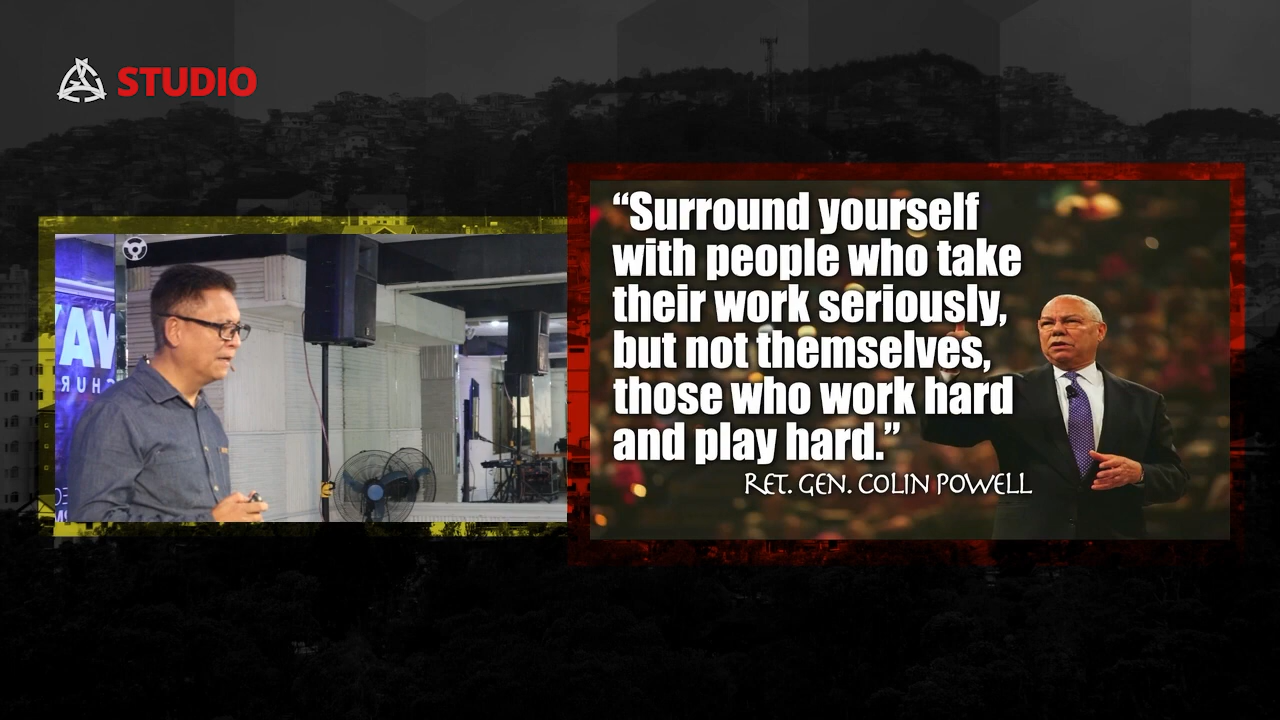 STUDIO
“Surround yourself
with people who take
their work seriously,
but not themselves,
those who work hard
and play hard.”
RET. GEN. COLIN POWELL